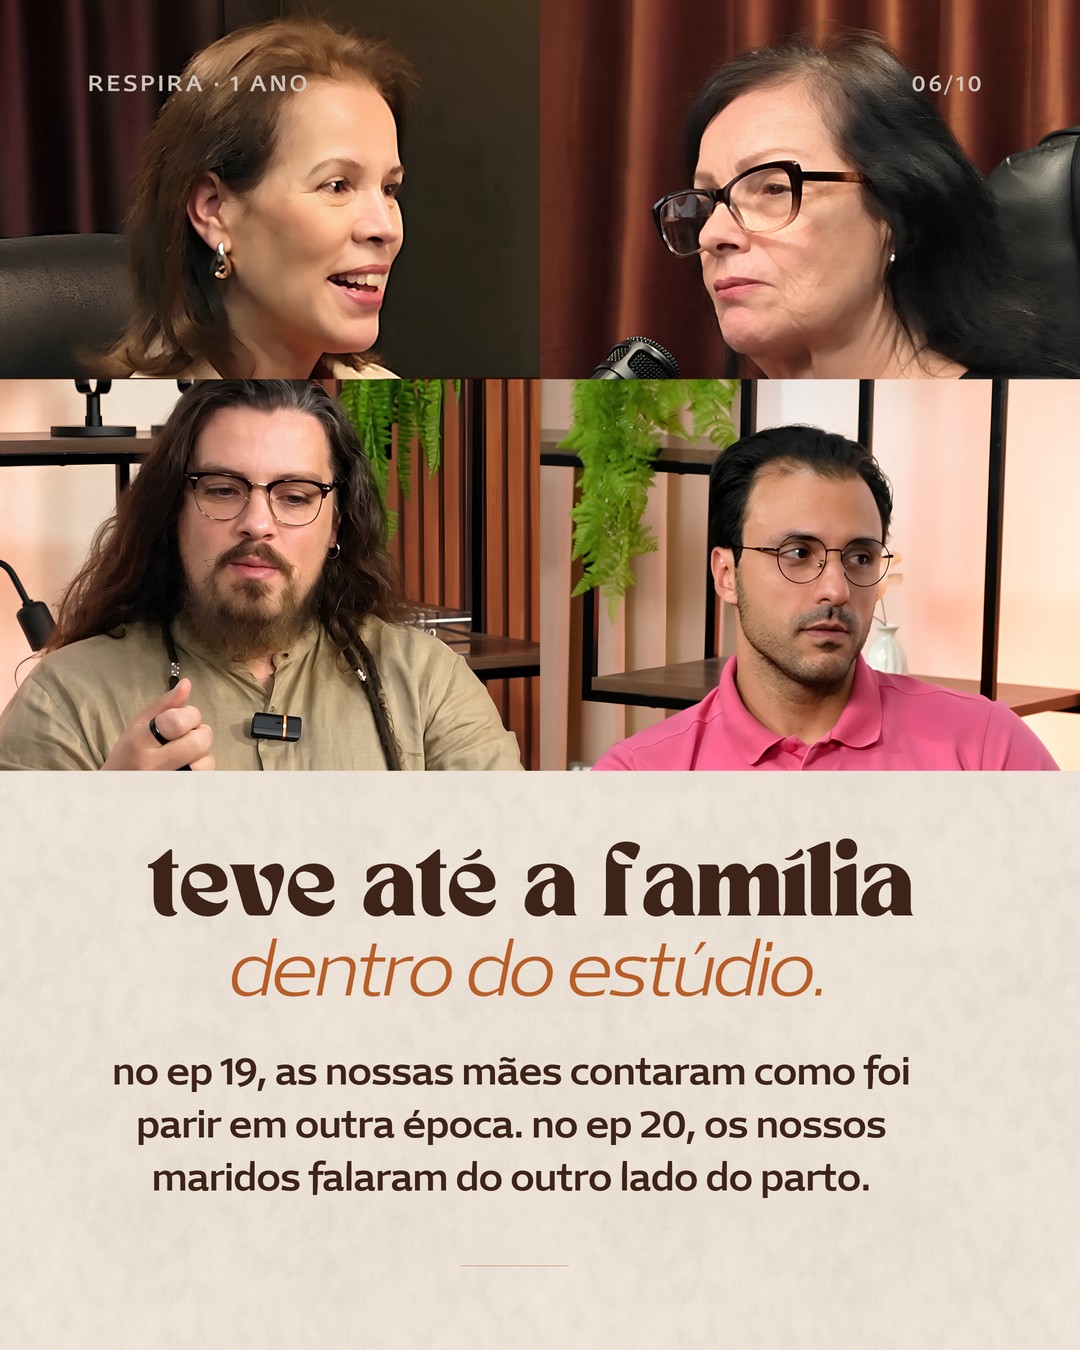 RESPIRA · 1 ANO
06/10
teve até a família
dentro do estúdio.
no ep 19, as nossas mães contaram como foi
parir em outra época. no ep 20, os nossos
maridos falaram do outro lado do parto.